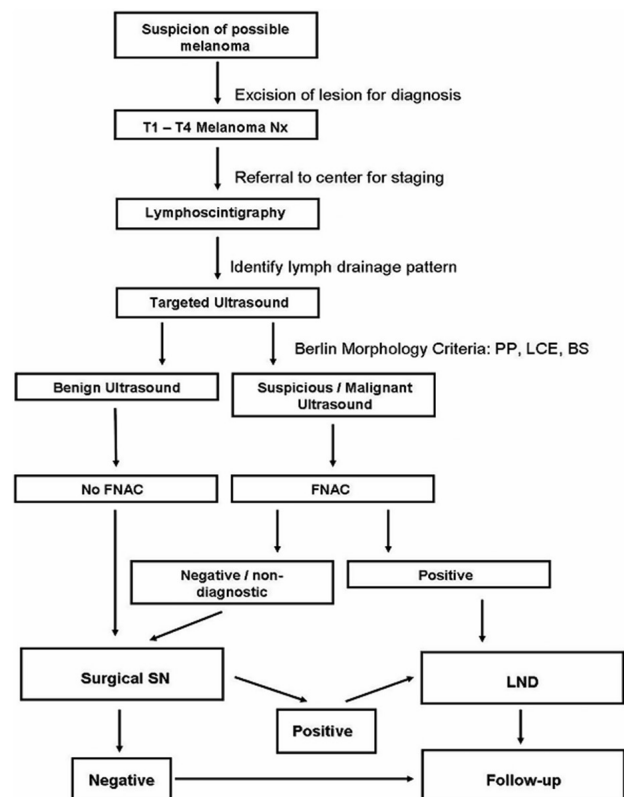 Suspicion of possible
melanoma
Excision of lesion for diagnosis
T1 – T4 Melanoma Nx
Referral to center for staging
Lymphoscintigraphy
Identify lymph drainage pattern
Targeted Ultrasound
Berlin Morphology Criteria: PP, LCE, BS
Benign Ultrasound
Suspicious / Malignant
Ultrasound
No FNAC
FNAC
Negative / non-
diagnostic
Positive
Surgical SN
LND
Positive
Negative
Follow-up